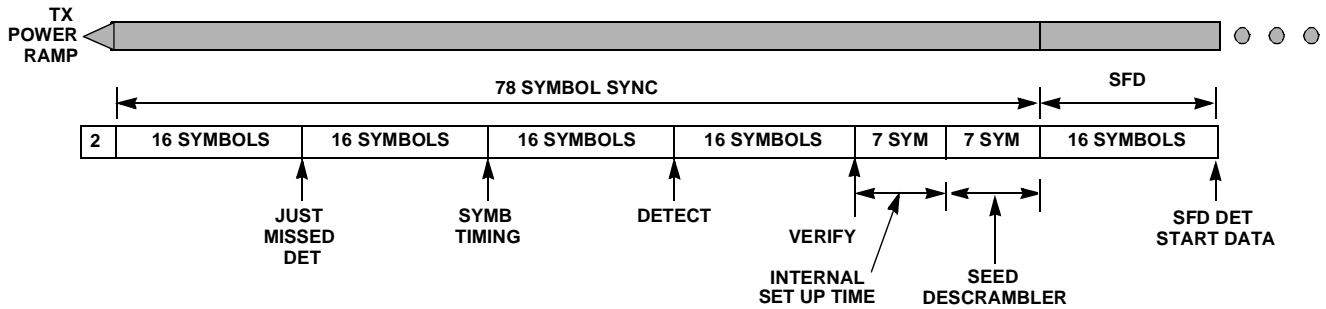 TX
POWER
RAMP
78 SYMBOL SYNC
SFD
2
16 SYMBOLS
16 SYMBOLS
16 SYMBOLS
16 SYMBOLS
7 SYM
7 SYM
16 SYMBOLS
JUST
MISSED
DET
SYMB
TIMING
DETECT
VERIFY
INTERNAL
SET UP TIME
SEED
DESCRAMBLER
SFD DET
START DATA